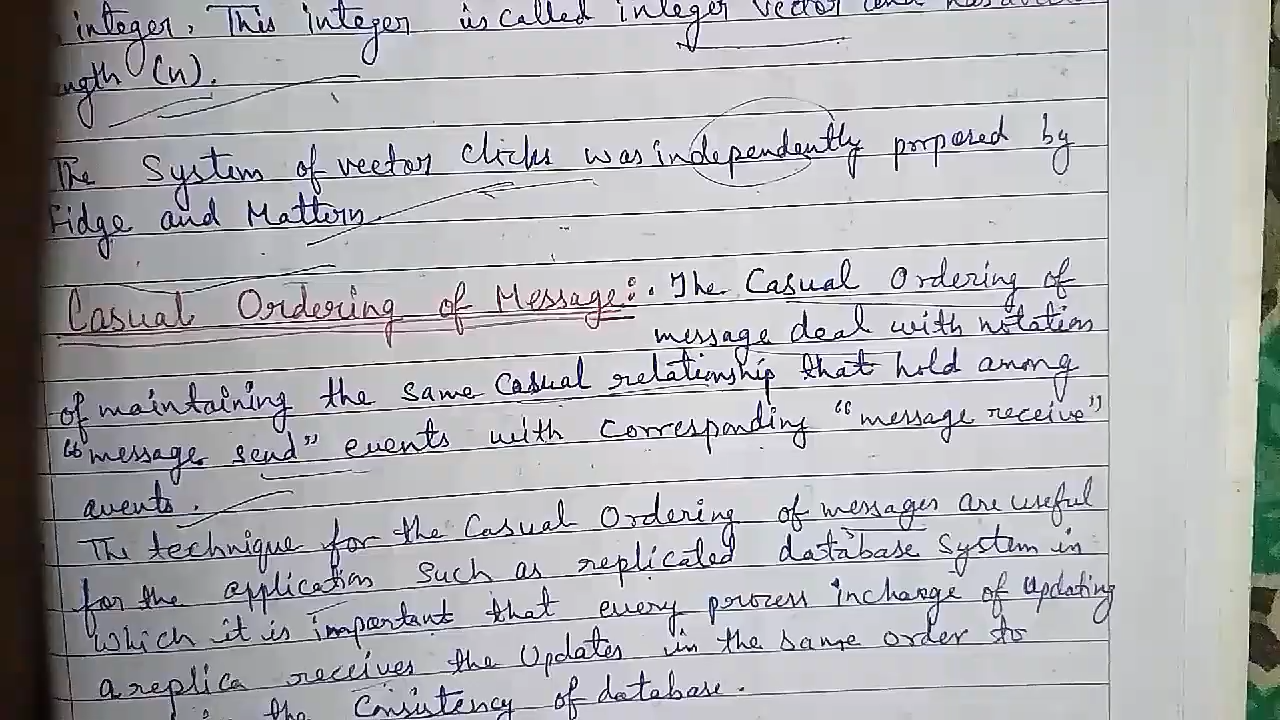 integer. This integer is called integer vector and has a
ength (n).
The System of vector Clicks was independently proposed by
Fidge and Mattern
Casual Ordering of Message: . The Casual Ordering of
message deal with notation
of maintaining the same Casual relationship that hold among
"message send" events with corresponding "message receive"
events.
The technique for the Casual Ordering of messages are useful
for the application such as replicated database System in
which it is important that every process incharge of Updating
a replica receives the Updates in the same order to
the Consistency of database.